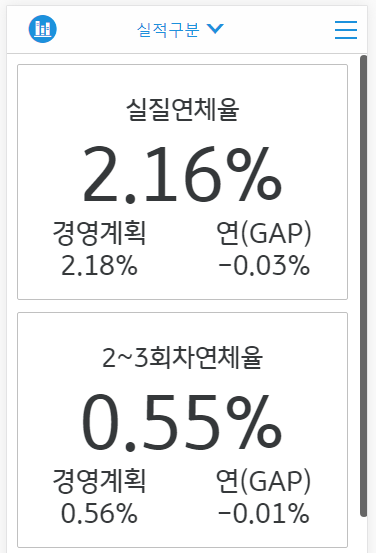 실적구분
실질연체율
2.16%
경영계획 연(GAP)
2.18% -0.03%
2~3회차연체율
0.55%
경영계획 연(GAP)
0.56% -0.01%